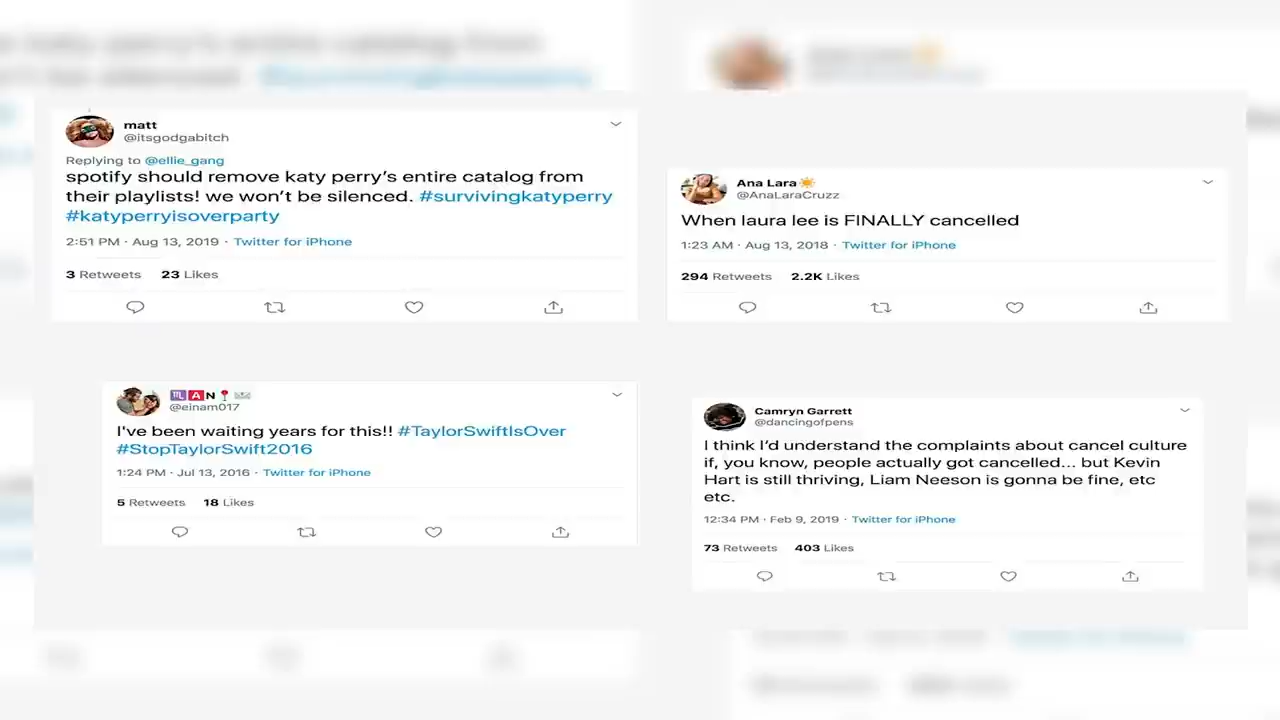 matt
@itsgodgabitch
Replying to @ellie_gang
spotify should remove katy perry's entire catalog from
their playlists! we won't be silenced. #survivingkatyperry
#katyperryisoverparty
2:51 PM · Aug 13, 2019 · Twitter for iPhone
3 Retweets 23 Likes
Ana Lara☀️
@AnaLaraCruzz
When laura lee is FINALLY cancelled
1:23 AM · Aug 13, 2018 · Twitter for iPhone
294 Retweets 2.2K Likes
♏🅰️N📍✉️
@einam017
I've been waiting years for this!! #TaylorSwiftIsOver
#StopTaylorSwift2016
1:24 PM · Jul 13, 2016 · Twitter for iPhone
5 Retweets 18 Likes
Camryn Garrett
@dancingofpens
I think I'd understand the complaints about cancel culture
if, you know, people actually got cancelled... but Kevin
Hart is still thriving, Liam Neeson is gonna be fine, etc
etc.
12:34 PM · Feb 9, 2019 · Twitter for iPhone
73 Retweets 403 Likes